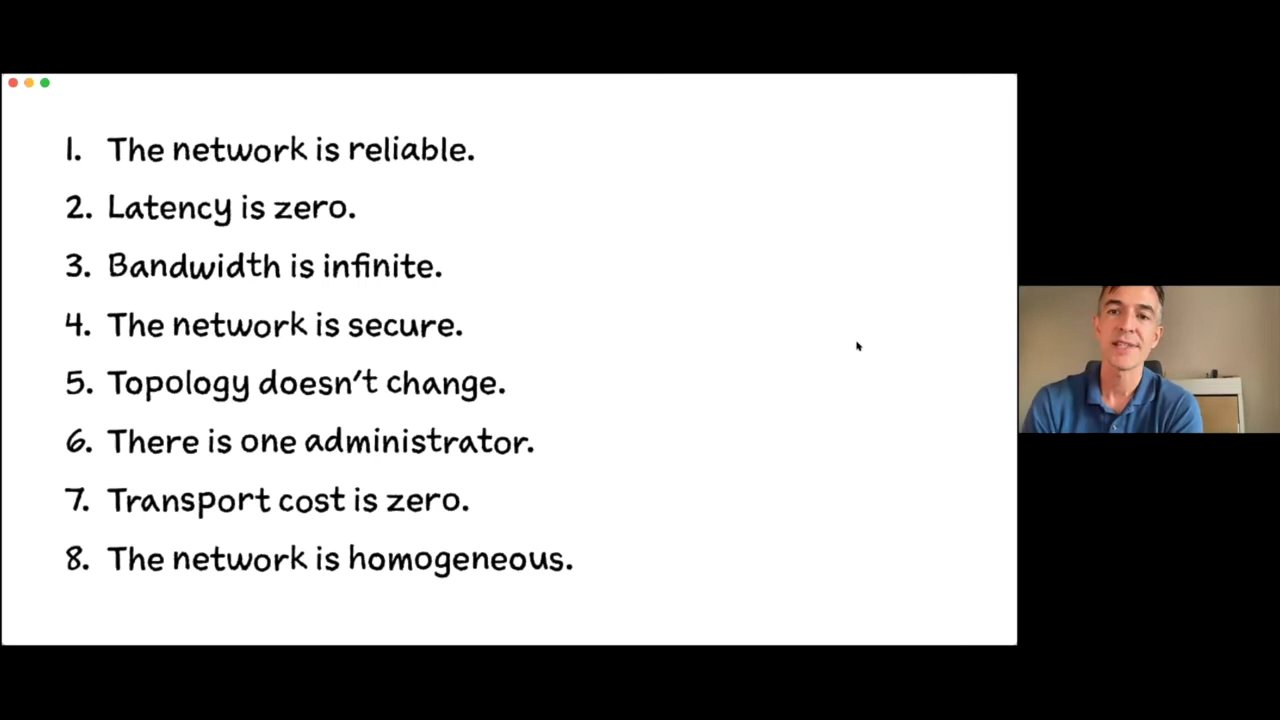 1. The network is reliable.
2. Latency is zero.
3. Bandwidth is infinite.
4. The network is secure.
5. Topology doesn't change.
6. There is one administrator.
7. Transport cost is zero.
8. The network is homogeneous.